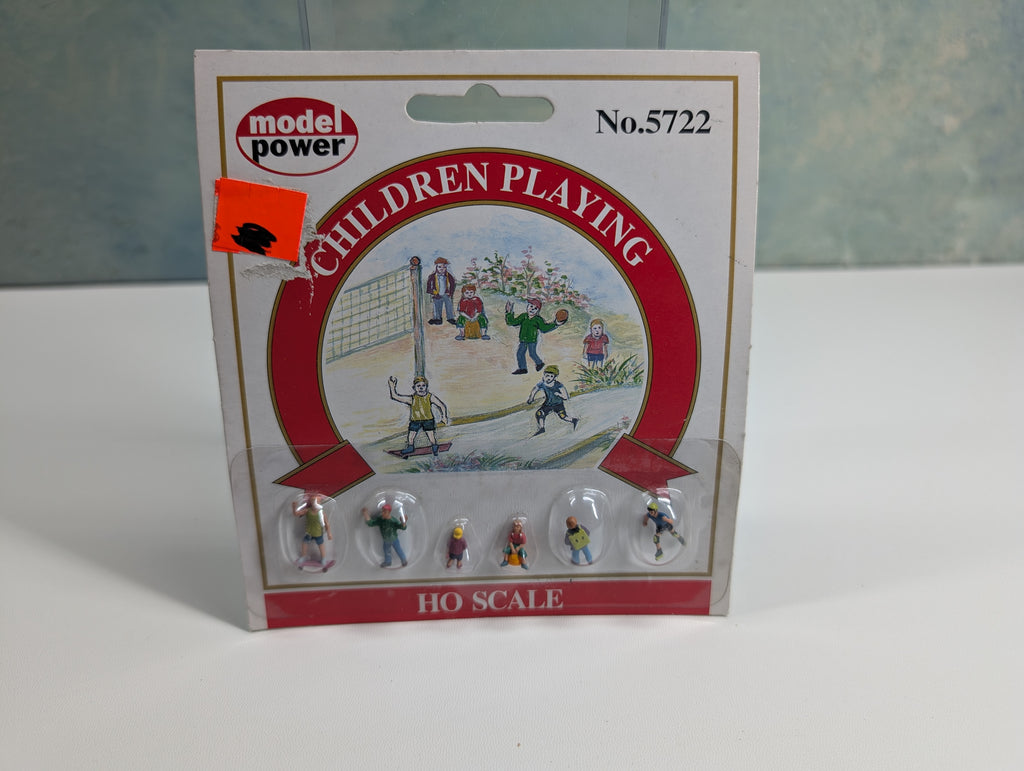 model
power
No.5722
CHILDREN PLAYING
HO SCALE